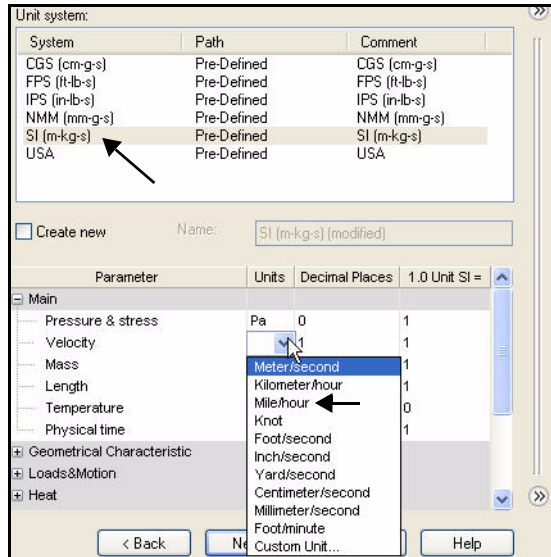 Unit system:
System Path Comment
CGS (cm-g-s) Pre-Defined CGS (cm-g-s)
FPS (ft-lb-s) Pre-Defined FPS (ft-lb-s)
IPS (in-lb-s) Pre-Defined IPS (in-lb-s)
NMM (mm-g-s) Pre-Defined NMM (mm-g-s)
SI (m-kg-s) Pre-Defined SI (m-kg-s)
USA Pre-Defined USA
Create new Name: SI (m-kg-s) (modified)
Parameter Units Decimal Places 1.0 Unit SI =
Main
Pressure & stress Pa 0 1
Velocity 1 1
Mass 1
Length 1
Temperature 0
Physical time 1
Geometrical Characteristic
Loads&Motion
Heat
Meter/second
Kilometer/hour
Mile/hour
Knot
Foot/second
Inch/second
Yard/second
Centimeter/second
Millimeter/second
Foot/minute
Custom Unit...
< Back Ne Help